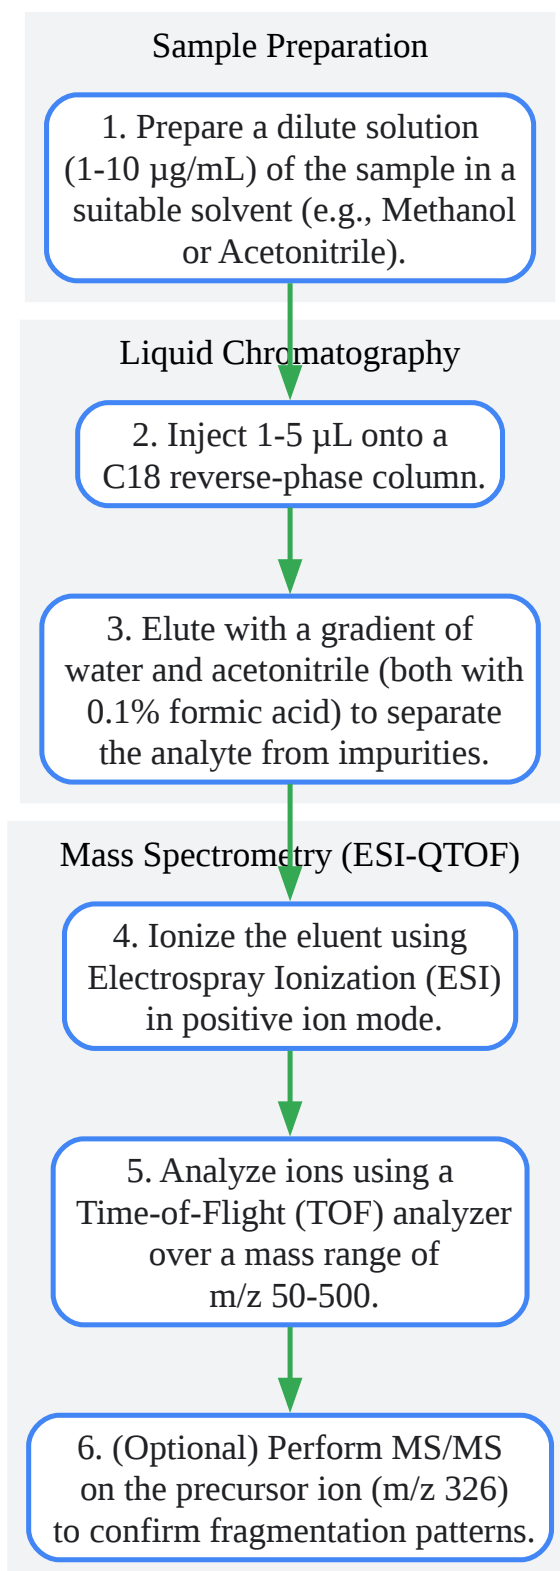 Sample Preparation
1. Prepare a dilute solution
(1-10 µg/mL) of the sample in a
suitable solvent (e.g., Methanol
or Acetonitrile).
Liquid Chromatography
2. Inject 1-5 µL onto a
C18 reverse-phase column.
3. Elute with a gradient of
water and acetonitrile (both with
0.1% formic acid) to separate
the analyte from impurities.
Mass Spectrometry (ESI-QTOF)
4. Ionize the eluent using
Electrospray Ionization (ESI)
in positive ion mode.
5. Analyze ions using a
Time-of-Flight (TOF) analyzer
over a mass range of
m/z 50-500.
6. (Optional) Perform MS/MS
on the precursor ion (m/z 326)
to confirm fragmentation patterns.